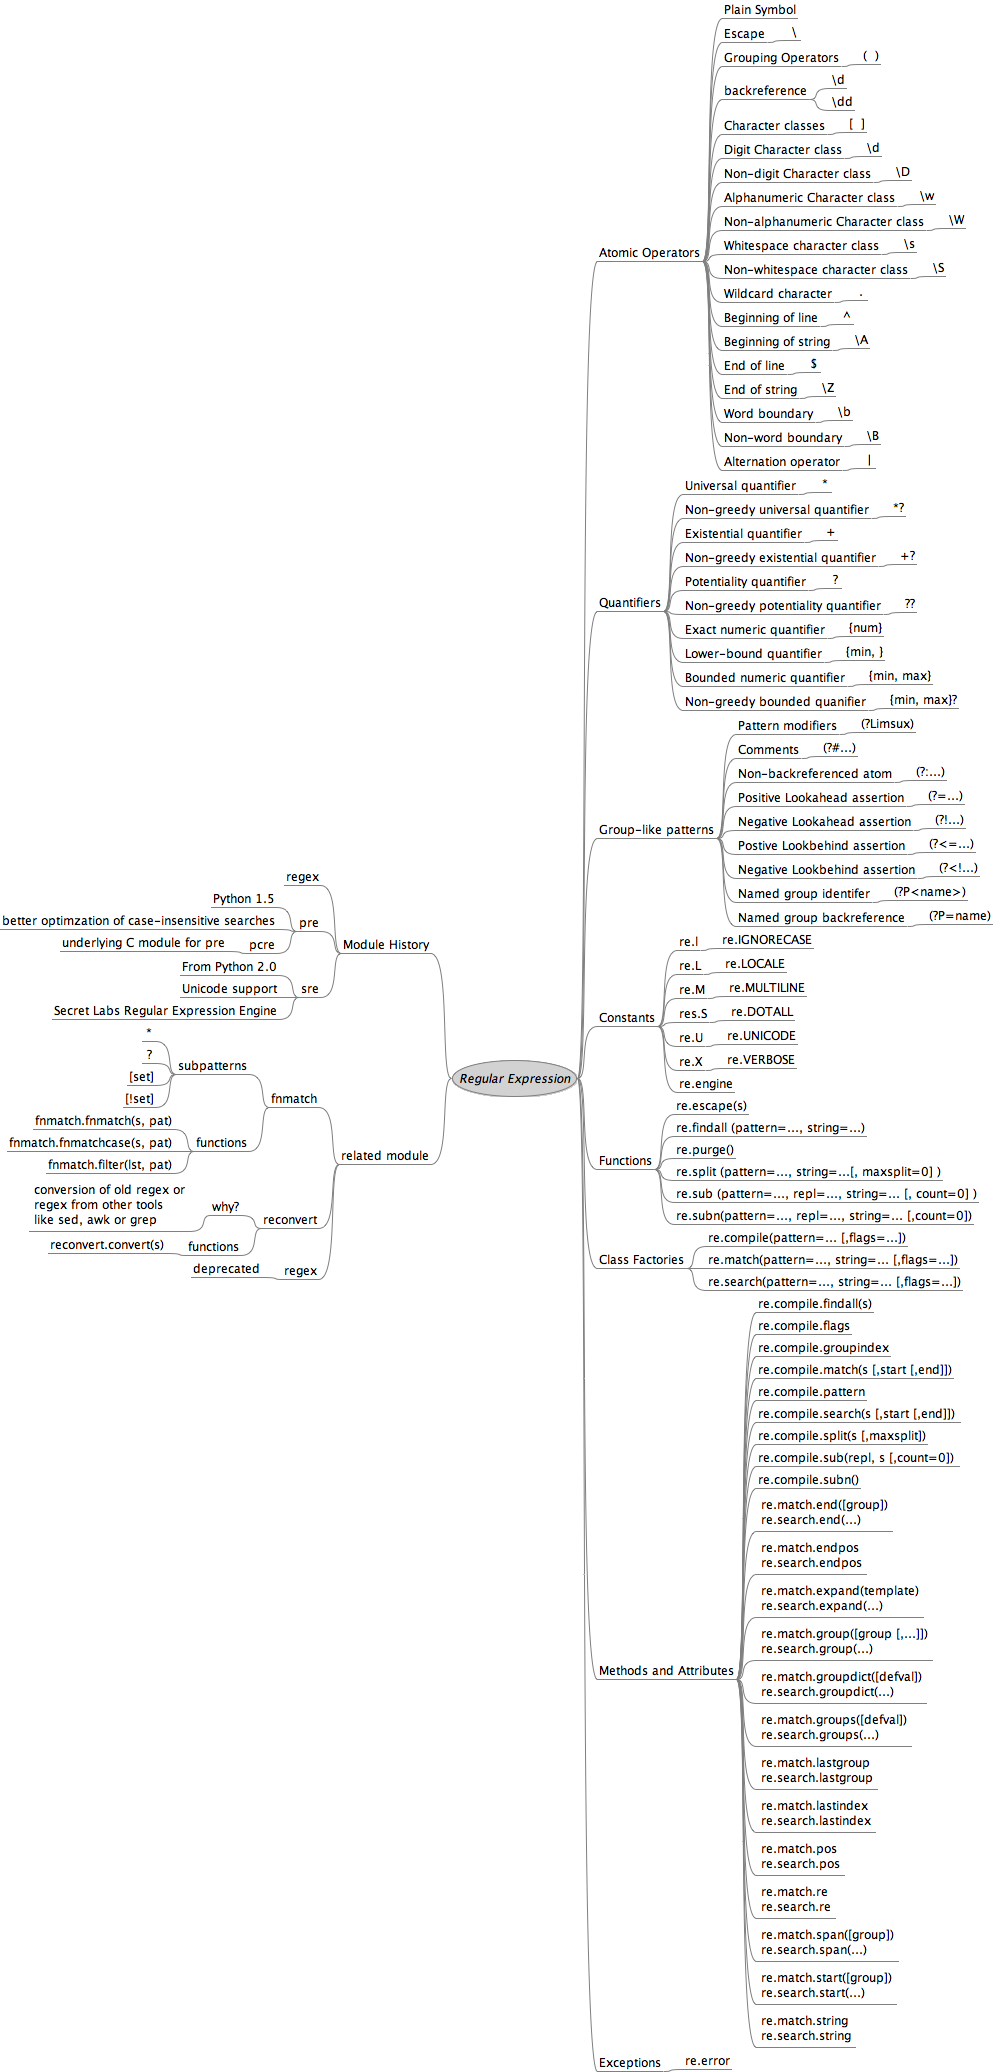 Regular Expression
Atomic Operators
Plain Symbol
Escape \
Grouping Operators ( )
backreference
\d
\dd
Character classes [ ]
Digit Character class \d
Non-digit Character class \D
Alphanumeric Character class \w
Non-alphanumeric Character class \W
Whitespace character class \s
Non-whitespace character class \S
Wildcard character .
Beginning of line ^
Beginning of string \A
End of line $
End of string \Z
Word boundary \b
Non-word boundary \B
Alternation operator |
Quantifiers
Universal quantifier *
Non-greedy universal quantifier *?
Existential quantifier +
Non-greedy existential quantifier +?
Potentiality quantifier ?
Non-greedy potentiality quantifier ??
Exact numeric quantifier {num}
Lower-bound quantifier {min, }
Bounded numeric quantifier {min, max}
Non-greedy bounded quanifier {min, max}?
Group-like patterns
Pattern modifiers (?Limsux)
Comments (?#...)
Non-backreferenced atom (?:...)
Positive Lookahead assertion (?=...)
Negative Lookahead assertion (?!...)
Postive Lookbehind assertion (?<=...)
Negative Lookbehind assertion (?<!...)
Named group identifer (?P<name>)
Named group backreference (?P=name)
Constants
re.I re.IGNORECASE
re.L re.LOCALE
re.M re.MULTILINE
res.S re.DOTALL
re.U re.UNICODE
re.X re.VERBOSE
re.engine
Functions
re.escape(s)
re.findall (pattern=..., string=...)
re.purge()
re.split (pattern=..., string=...[, maxsplit=0] )
re.sub (pattern=..., repl=..., string=... [, count=0] )
re.subn(pattern=..., repl=..., string=... [,count=0])
Class Factories
re.compile(pattern=... [,flags=...])
re.match(pattern=..., string=... [,flags=...])
re.search(pattern=..., string=... [,flags=...])
Methods and Attributes
re.compile.findall(s)
re.compile.flags
re.compile.groupindex
re.compile.match(s [,start [,end]])
re.compile.pattern
re.compile.search(s [,start [,end]])
re.compile.split(s [,maxsplit])
re.compile.sub(repl, s [,count=0])
re.compile.subn()
re.match.end([group])
re.search.end(...)
re.match.endpos
re.search.endpos
re.match.expand(template)
re.search.expand(...)
re.match.group([group [,...]])
re.search.group(...)
re.match.groupdict([defval])
re.search.groupdict(...)
re.match.groups([defval])
re.search.groups(...)
re.match.lastgroup
re.search.lastgroup
re.match.lastindex
re.search.lastindex
re.match.pos
re.search.pos
re.match.re
re.search.re
re.match.span([group])
re.search.span(...)
re.match.start([group])
re.search.start(...)
re.match.string
re.search.string
Exceptions re.error
Module History
regex
pre
Python 1.5
better optimzation of case-insensitive searches
pcre
underlying C module for pre
sre
From Python 2.0
Unicode support
Secret Labs Regular Expression Engine
related module
fnmatch
subpatterns
*
?
[set]
[!set]
functions
fnmatch.fnmatch(s, pat)
fnmatch.fnmatchcase(s, pat)
fnmatch.filter(lst, pat)
reconvert
why?
conversion of old regex or
regex from other tools
like sed, awk or grep
functions
reconvert.convert(s)
regex
deprecated